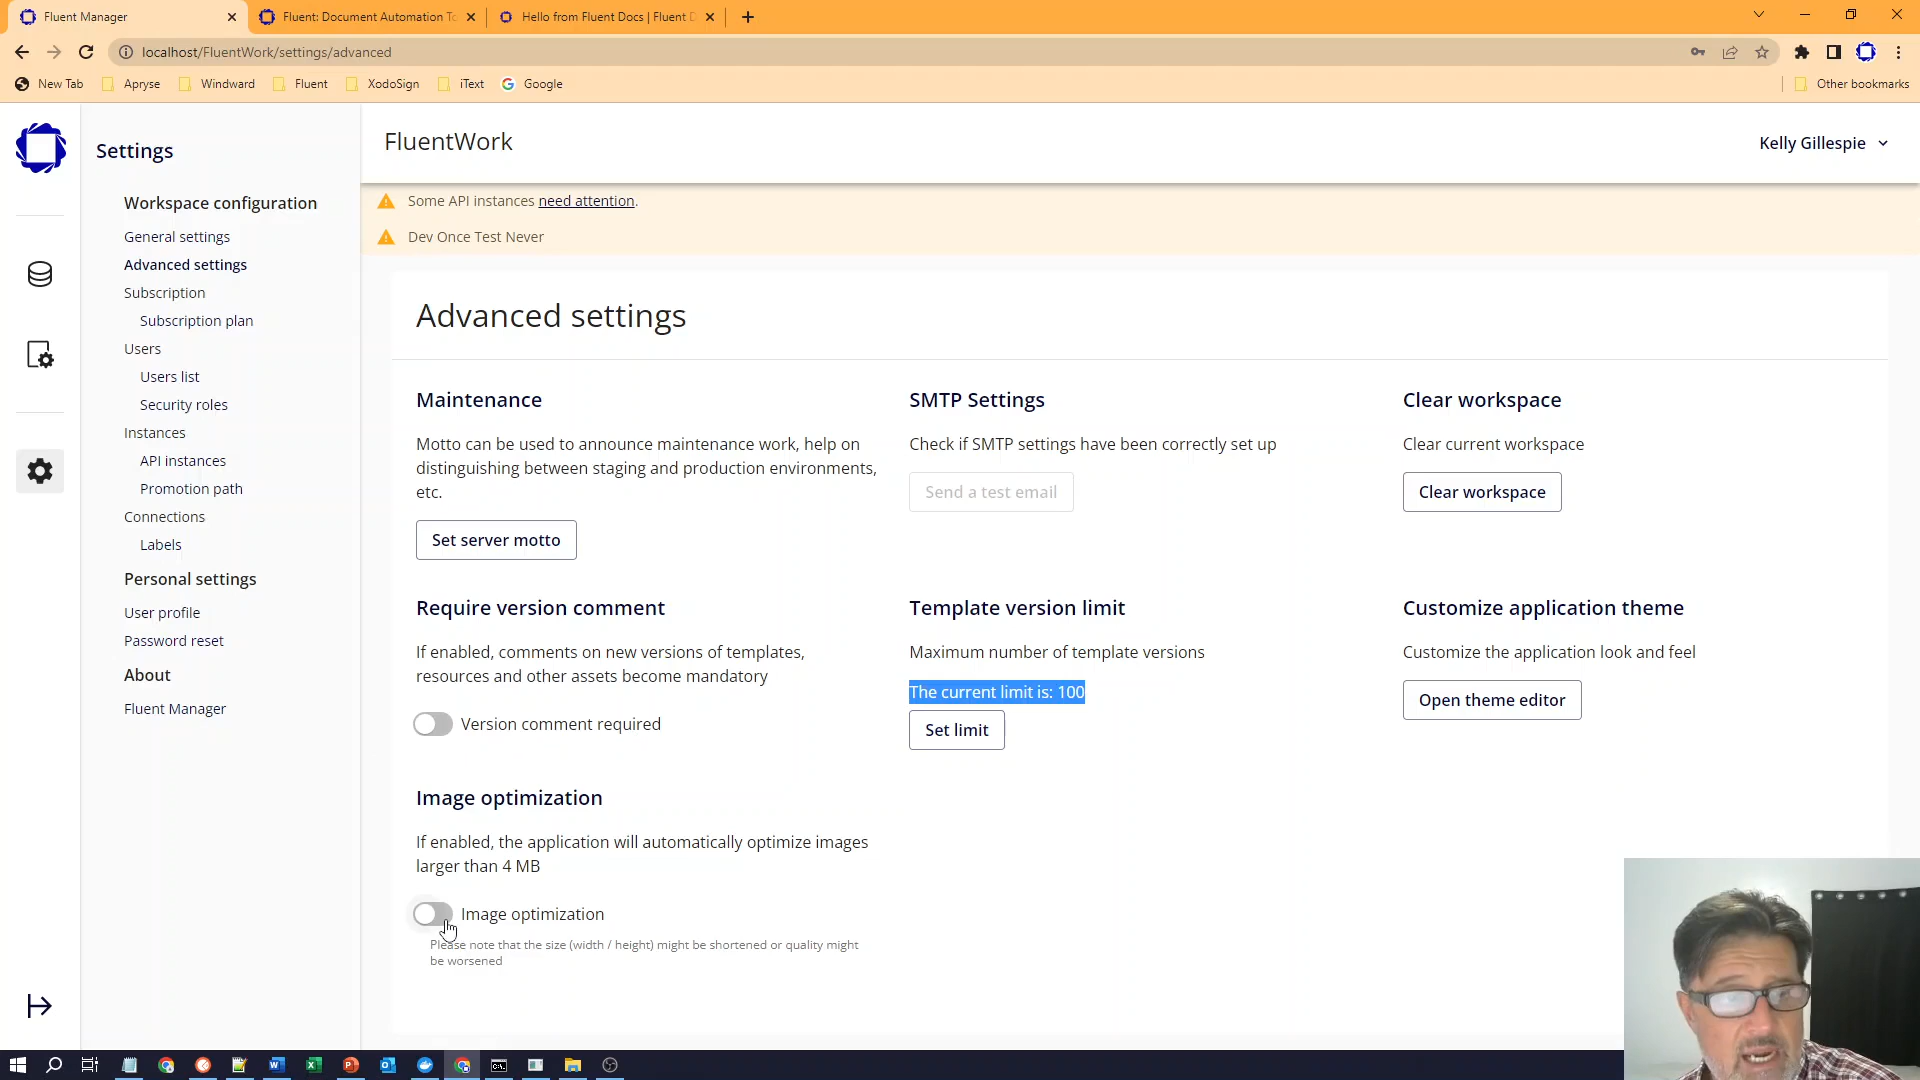 Fluent Manager
Fluent: Document Automation To
Hello from Fluent Docs | Fluent D
localhost/FluentWork/settings/advanced
New Tab
Apryse
Windward
Fluent
XodoSign
iText
Google
Other bookmarks
Settings
Workspace configuration
General settings
Advanced settings
Subscription
Subscription plan
Users
Users list
Security roles
Instances
API instances
Promotion path
Connections
Labels
Personal settings
User profile
Password reset
About
Fluent Manager
FluentWork
Kelly Gillespie
Some API instances need attention.
Dev Once Test Never
Advanced settings
Maintenance
Motto can be used to announce maintenance work, help on
distinguishing between staging and production environments,
etc.
Set server motto
SMTP Settings
Check if SMTP settings have been correctly set up
Send a test email
Clear workspace
Clear current workspace
Clear workspace
Require version comment
If enabled, comments on new versions of templates,
resources and other assets become mandatory
Version comment required
Template version limit
Maximum number of template versions
The current limit is: 100
Set limit
Customize application theme
Customize the application look and feel
Open theme editor
Image optimization
If enabled, the application will automatically optimize images
larger than 4 MB
Image optimization
Please note that the size (width / height) might be shortened or quality might
be worsened